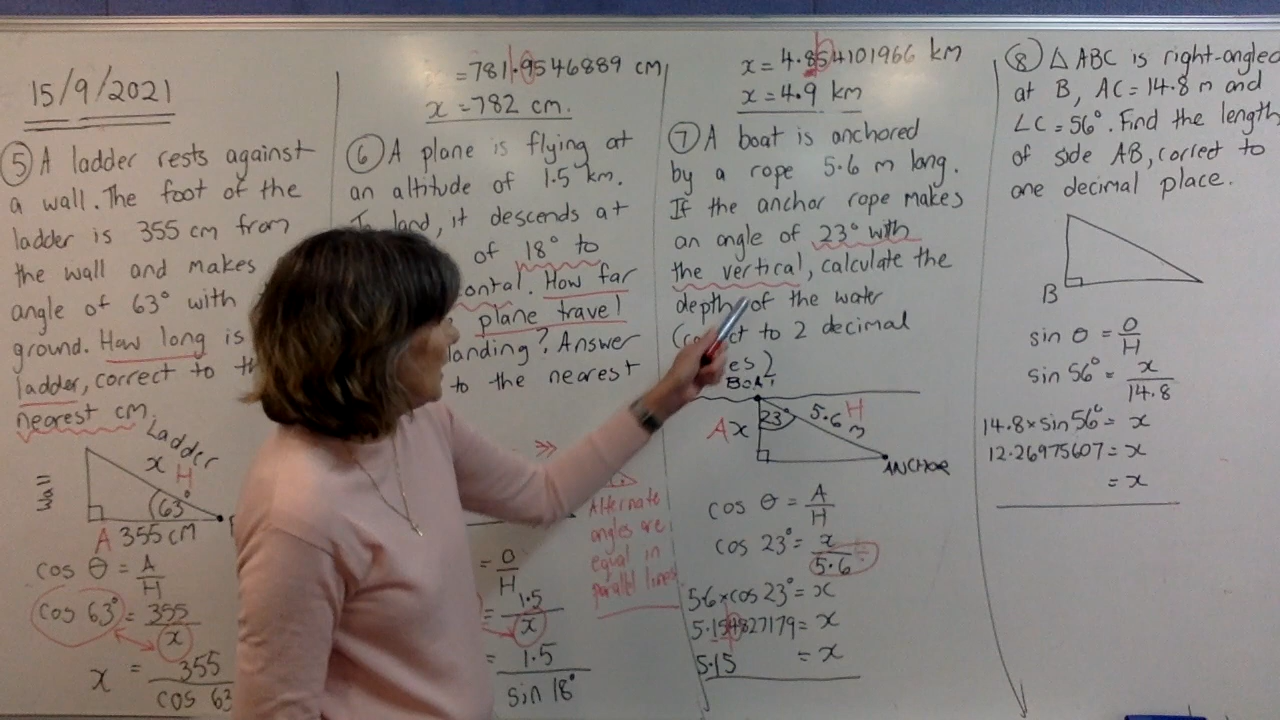 15/9/2021
⑤ A ladder rests against
a wall. The foot of the
ladder is 355 cm from
the wall and makes
angle of 63° with
ground. How long is
ladder, correct to th
nearest cm.
Ladder
x
H
63°
A 355 cm
cos θ = A/H
cos 63° = 355/x
x = 355/cos 63
= 781.9546889 cm
x = 782 cm.
⑥ A plane is flying at
an altitude of 1.5 km.
To land, it descends at
of 18° to
ontal. How far
plane travel
landing? Answer
to the nearest
Alternate
angles are
equal in
parallel lines
= O/H
= 1.5/x
= 1.5/sin 18°
x = 4.854101966 km
x = 4.9 km
⑦ A boat is anchored
by a rope 5.6 m long.
If the anchor rope makes
an angle of 23° with
the vertical, calculate the
depth of the water
(co ct to 2 decimal
es)
BOAT
23°
5.6 m
H
A x
ANCHOR
cos θ = A/H
cos 23° = x/5.6
5.6 × cos 23° = x
5.154827179 = x
5.15 = x
⑧ △ ABC is right-angled
at B, AC = 14.8 m and
∠C = 56°. Find the length
of side AB, correct to
one decimal place.
B
sin θ = O/H
sin 56° = x/14.8
14.8 × sin 56° = x
12.26975607 = x
= x